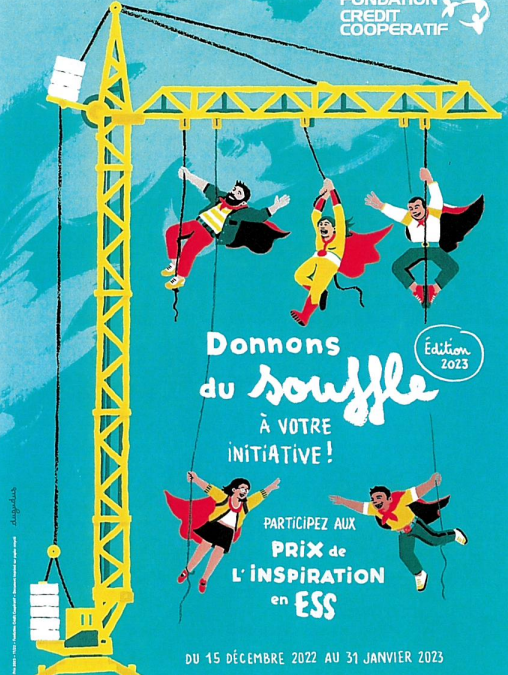 FONDATION
CREDIT
COOPERATIF
Donnons
du souffle
Édition
2023
À VOTRE
iNiTiATiVE !
PARTiCiPEZ AUX
PRiX de
L'iNSPiRATiON
en ESS
DU 15 DÉCEMBRE 2022 AU 31 JANVIER 2023